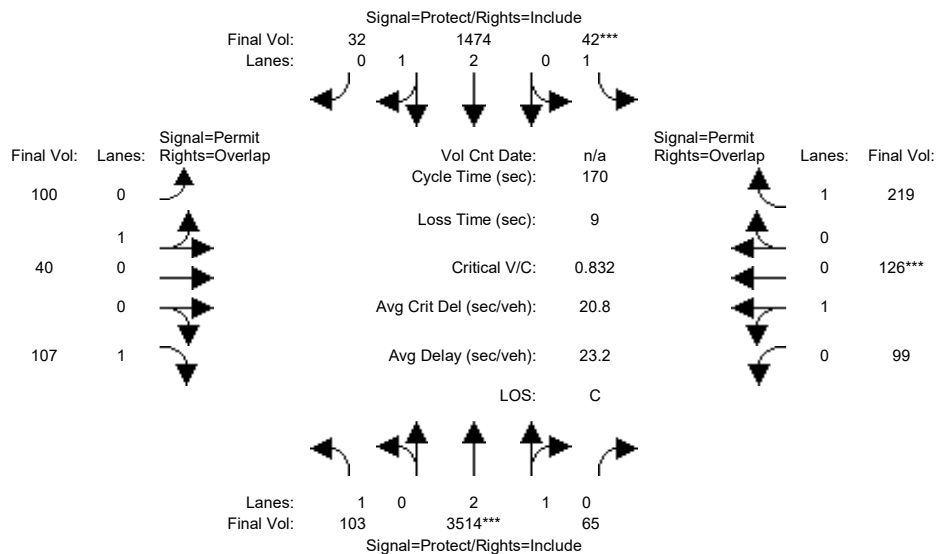 Signal=Protect/Rights=Include
Final Vol: 32 1474 42***
Lanes: 0 1 2 0 1
Signal=Permit
Final Vol: Lanes: Rights=Overlap
Vol Cnt Date: n/a
Signal=Permit
Rights=Overlap Lanes: Final Vol:
Cycle Time (sec): 170
100 0
1 219
Loss Time (sec): 9
1
0
40 0
Critical V/C: 0.832
0 126***
0
Avg Crit Del (sec/veh): 20.8
1
107 1
Avg Delay (sec/veh): 23.2
0 99
LOS: C
Lanes: 1 0 2 1 0
Final Vol: 103 3514*** 65
Signal=Protect/Rights=Include